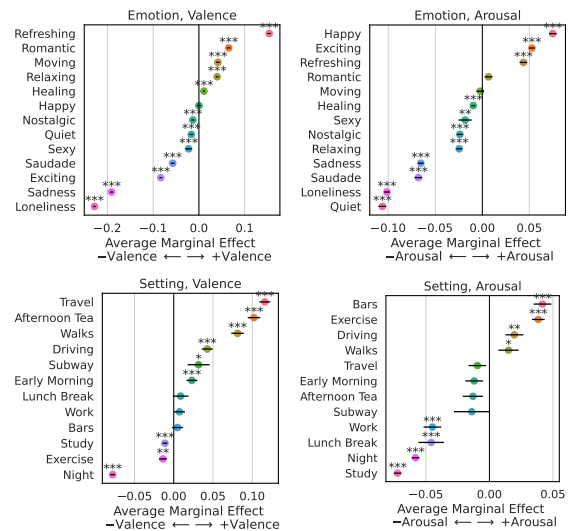 Emotion, Valence
Refreshing ***
Romantic ***
Moving ***
Relaxing ***
Healing ***
Happy
Nostalgic ***
Quiet ***
Sexy ***
Saudade ***
Exciting ***
Sadness ***
Loneliness ***
−0.2 −0.1 0.0 0.1
Average Marginal Effect
−Valence ← → +Valence
Emotion, Arousal
Happy ***
Exciting ***
Refreshing ***
Romantic
Moving
Healing ***
Sexy **
Nostalgic ***
Relaxing ***
Sadness ***
Saudade ***
Loneliness ***
Quiet ***
−0.10 −0.05 0.00 0.05
Average Marginal Effect
−Arousal ← → +Arousal
Setting, Valence
Travel ***
Afternoon Tea ***
Walks ***
Driving ***
Subway *
Early Morning ***
Lunch Break
Work
Bars
Study ***
Exercise **
Night ***
−0.05 0.00 0.05 0.10
Average Marginal Effect
−Valence ← → +Valence
Setting, Arousal
Bars ***
Exercise ***
Driving **
Walks *
Travel
Early Morning
Afternoon Tea
Subway
Work ***
Lunch Break ***
Night ***
Study ***
−0.05 0.00 0.05
Average Marginal Effect
−Arousal ← → +Arousal